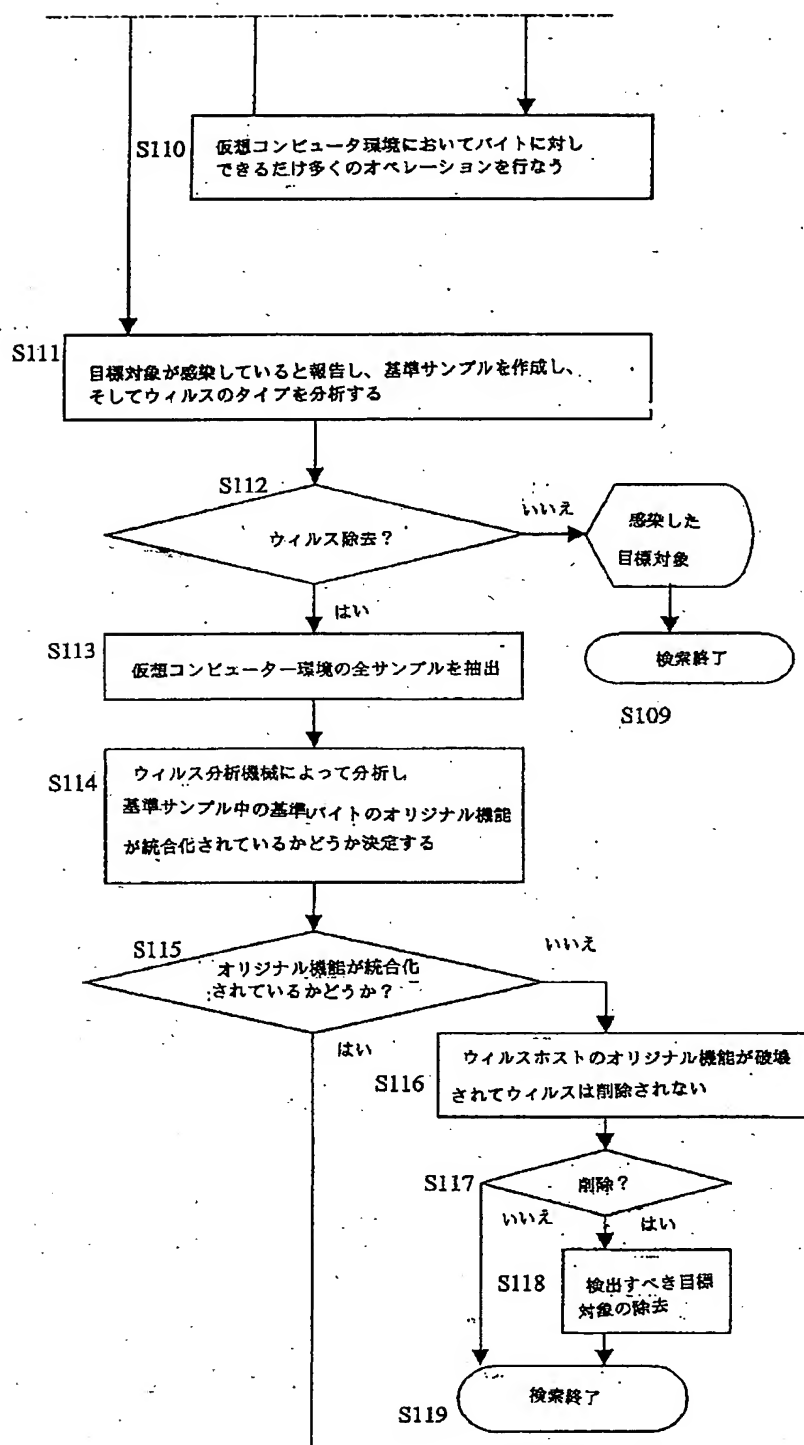 S110
仮想コンピュータ環境においてバイトに対し
できるだけ多くのオペレーションを行なう
S111
目標対象が感染していると報告し、基準サンプルを作成し、
そしてウィルスのタイプを分析する
S112
ウィルス除去？
いいえ
感染した
目標対象
はい
検索終了
S109
S113
仮想コンピューター環境の全サンプルを抽出
S114
ウィルス分析機械によって分析し
基準サンプル中の基準バイトのオリジナル機能
が統合化されているかどうか決定する
S115
オリジナル機能が統合化
されているかどうか？
いいえ
はい
S116
ウィルスホストのオリジナル機能が破壊
されてウィルスは削除されない
S117
削除？
いいえ
はい
S118
検出すべき目標
対象の除去
S119
検索終了